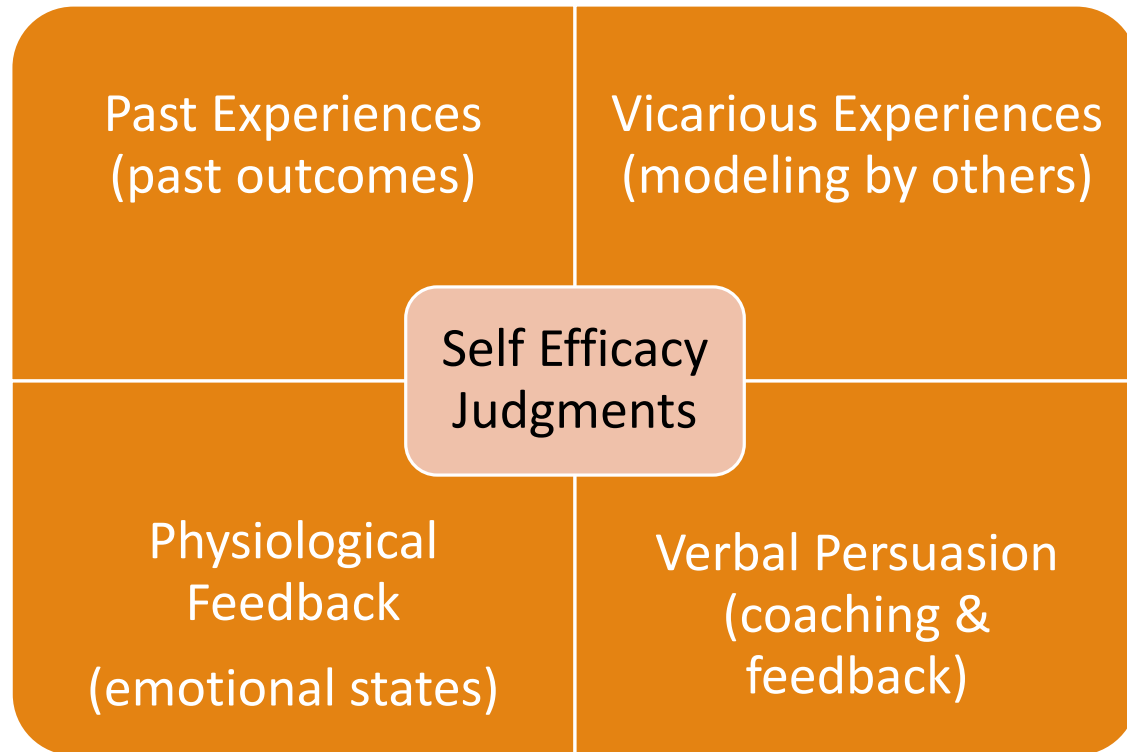 Past Experiences
(past outcomes)
Vicarious Experiences
(modeling by others)
Self Efficacy
Judgments
Physiological
Feedback
(emotional states)
Verbal Persuasion
(coaching &
feedback)